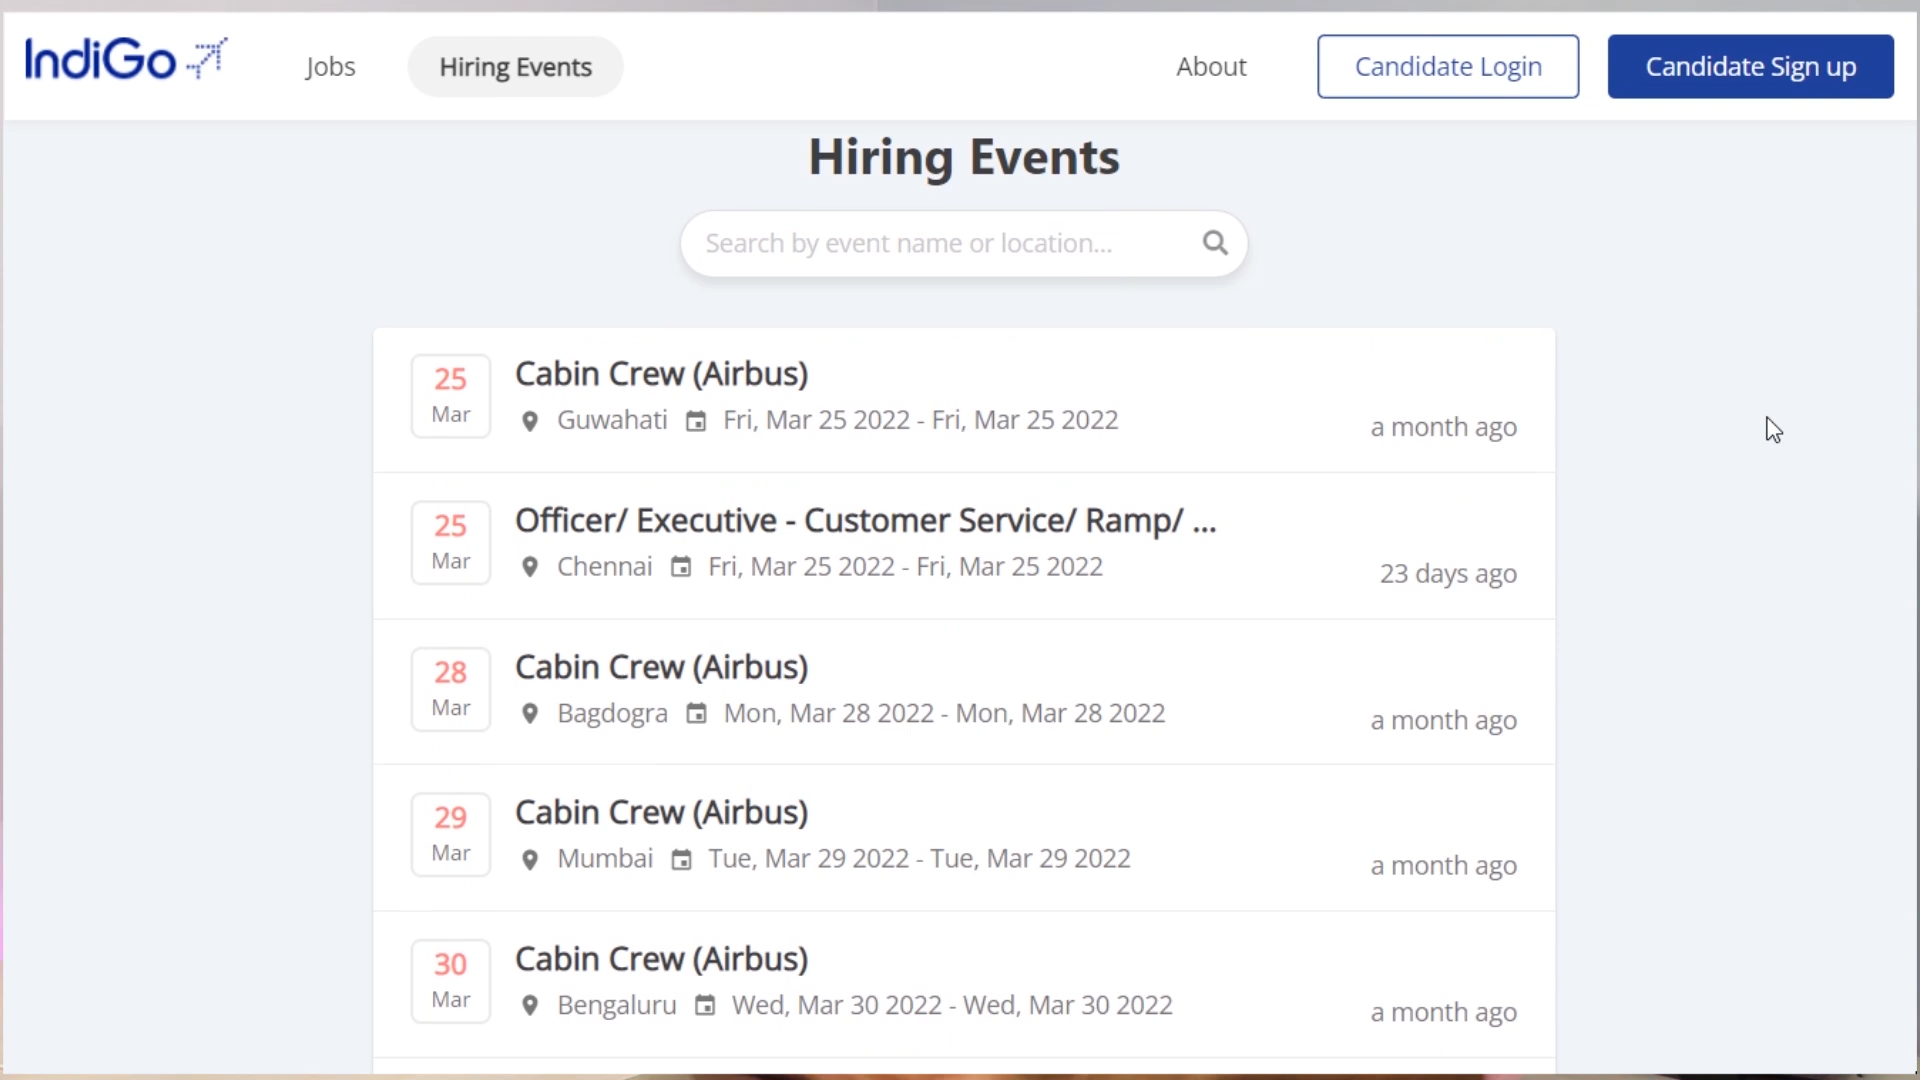 IndiGo
Jobs
Hiring Events
About
Candidate Login
Candidate Sign up
Hiring Events
Search by event name or location...
25
Mar
Cabin Crew (Airbus)
Guwahati Fri, Mar 25 2022 - Fri, Mar 25 2022
a month ago
25
Mar
Officer/ Executive - Customer Service/ Ramp/ ...
Chennai Fri, Mar 25 2022 - Fri, Mar 25 2022
23 days ago
28
Mar
Cabin Crew (Airbus)
Bagdogra Mon, Mar 28 2022 - Mon, Mar 28 2022
a month ago
29
Mar
Cabin Crew (Airbus)
Mumbai Tue, Mar 29 2022 - Tue, Mar 29 2022
a month ago
30
Mar
Cabin Crew (Airbus)
Bengaluru Wed, Mar 30 2022 - Wed, Mar 30 2022
a month ago